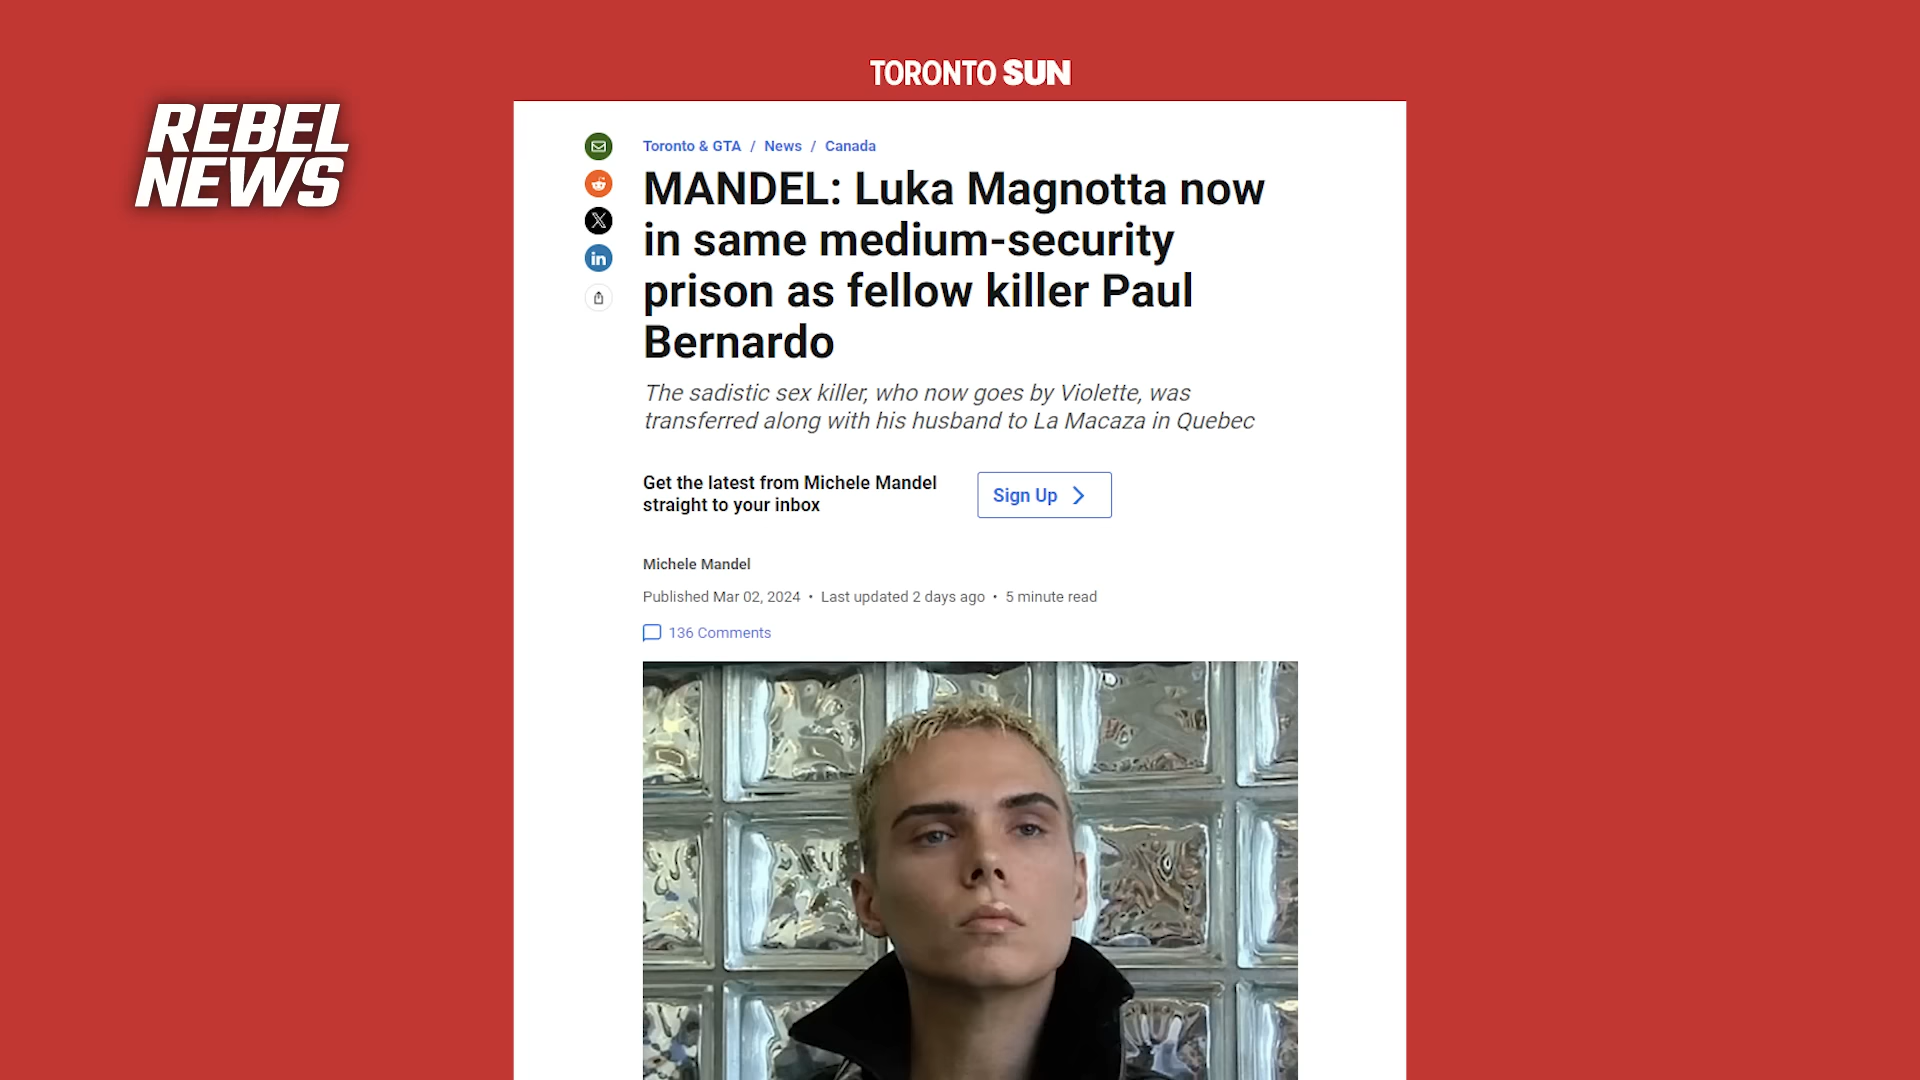 TORONTO SUN
REBEL
NEWS
Toronto & GTA / News / Canada
MANDEL: Luka Magnotta now
in same medium-security
prison as fellow killer Paul
Bernardo
The sadistic sex killer, who now goes by Violette, was
transferred along with his husband to La Macaza in Quebec
Get the latest from Michele Mandel
straight to your inbox
Sign Up
Michele Mandel
Published Mar 02, 2024 • Last updated 2 days ago • 5 minute read
136 Comments